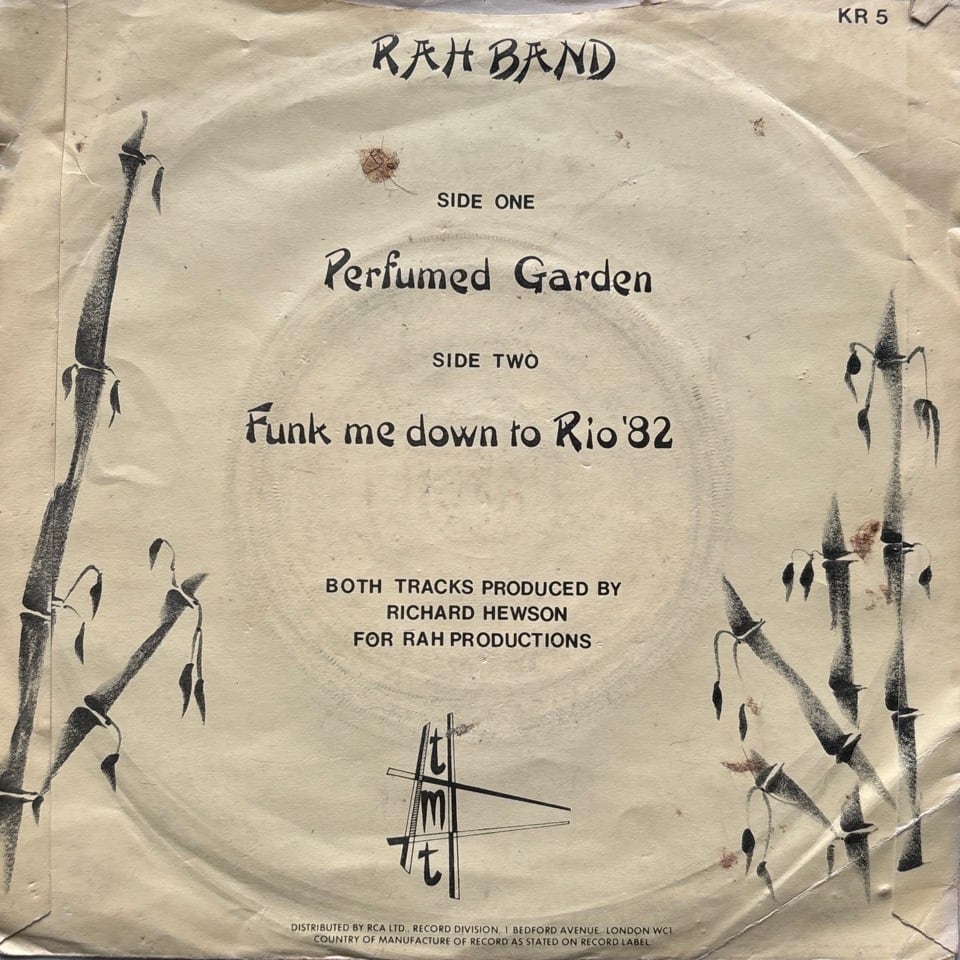 KR 5
RAH BAND
SIDE ONE
Perfumed Garden
SIDE TWO
Funk me down to Rio '82
BOTH TRACKS PRODUCED BY
RICHARD HEWSON
FOR RAH PRODUCTIONS
t
m
t
DISTRIBUTED BY RCA LTD., RECORD DIVISION, 1 BEDFORD AVENUE, LONDON WC1
COUNTRY OF MANUFACTURE OF RECORD AS STATED ON RECORD LABEL